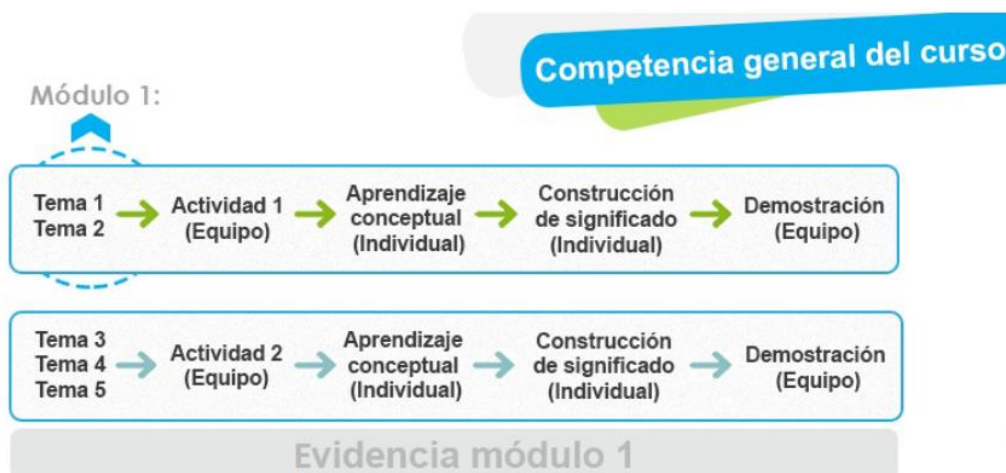 Competencia general del curso
Módulo 1:
Tema 1
Tema 2
Actividad 1
(Equipo)
Aprendizaje
conceptual
(Individual)
Construcción
de significado
(Individual)
Demostración
(Equipo)
Tema 3
Tema 4
Tema 5
Actividad 2
(Equipo)
Aprendizaje
conceptual
(Individual)
Construcción
de significado
(Individual)
Demostración
(Equipo)
Evidencia módulo 1